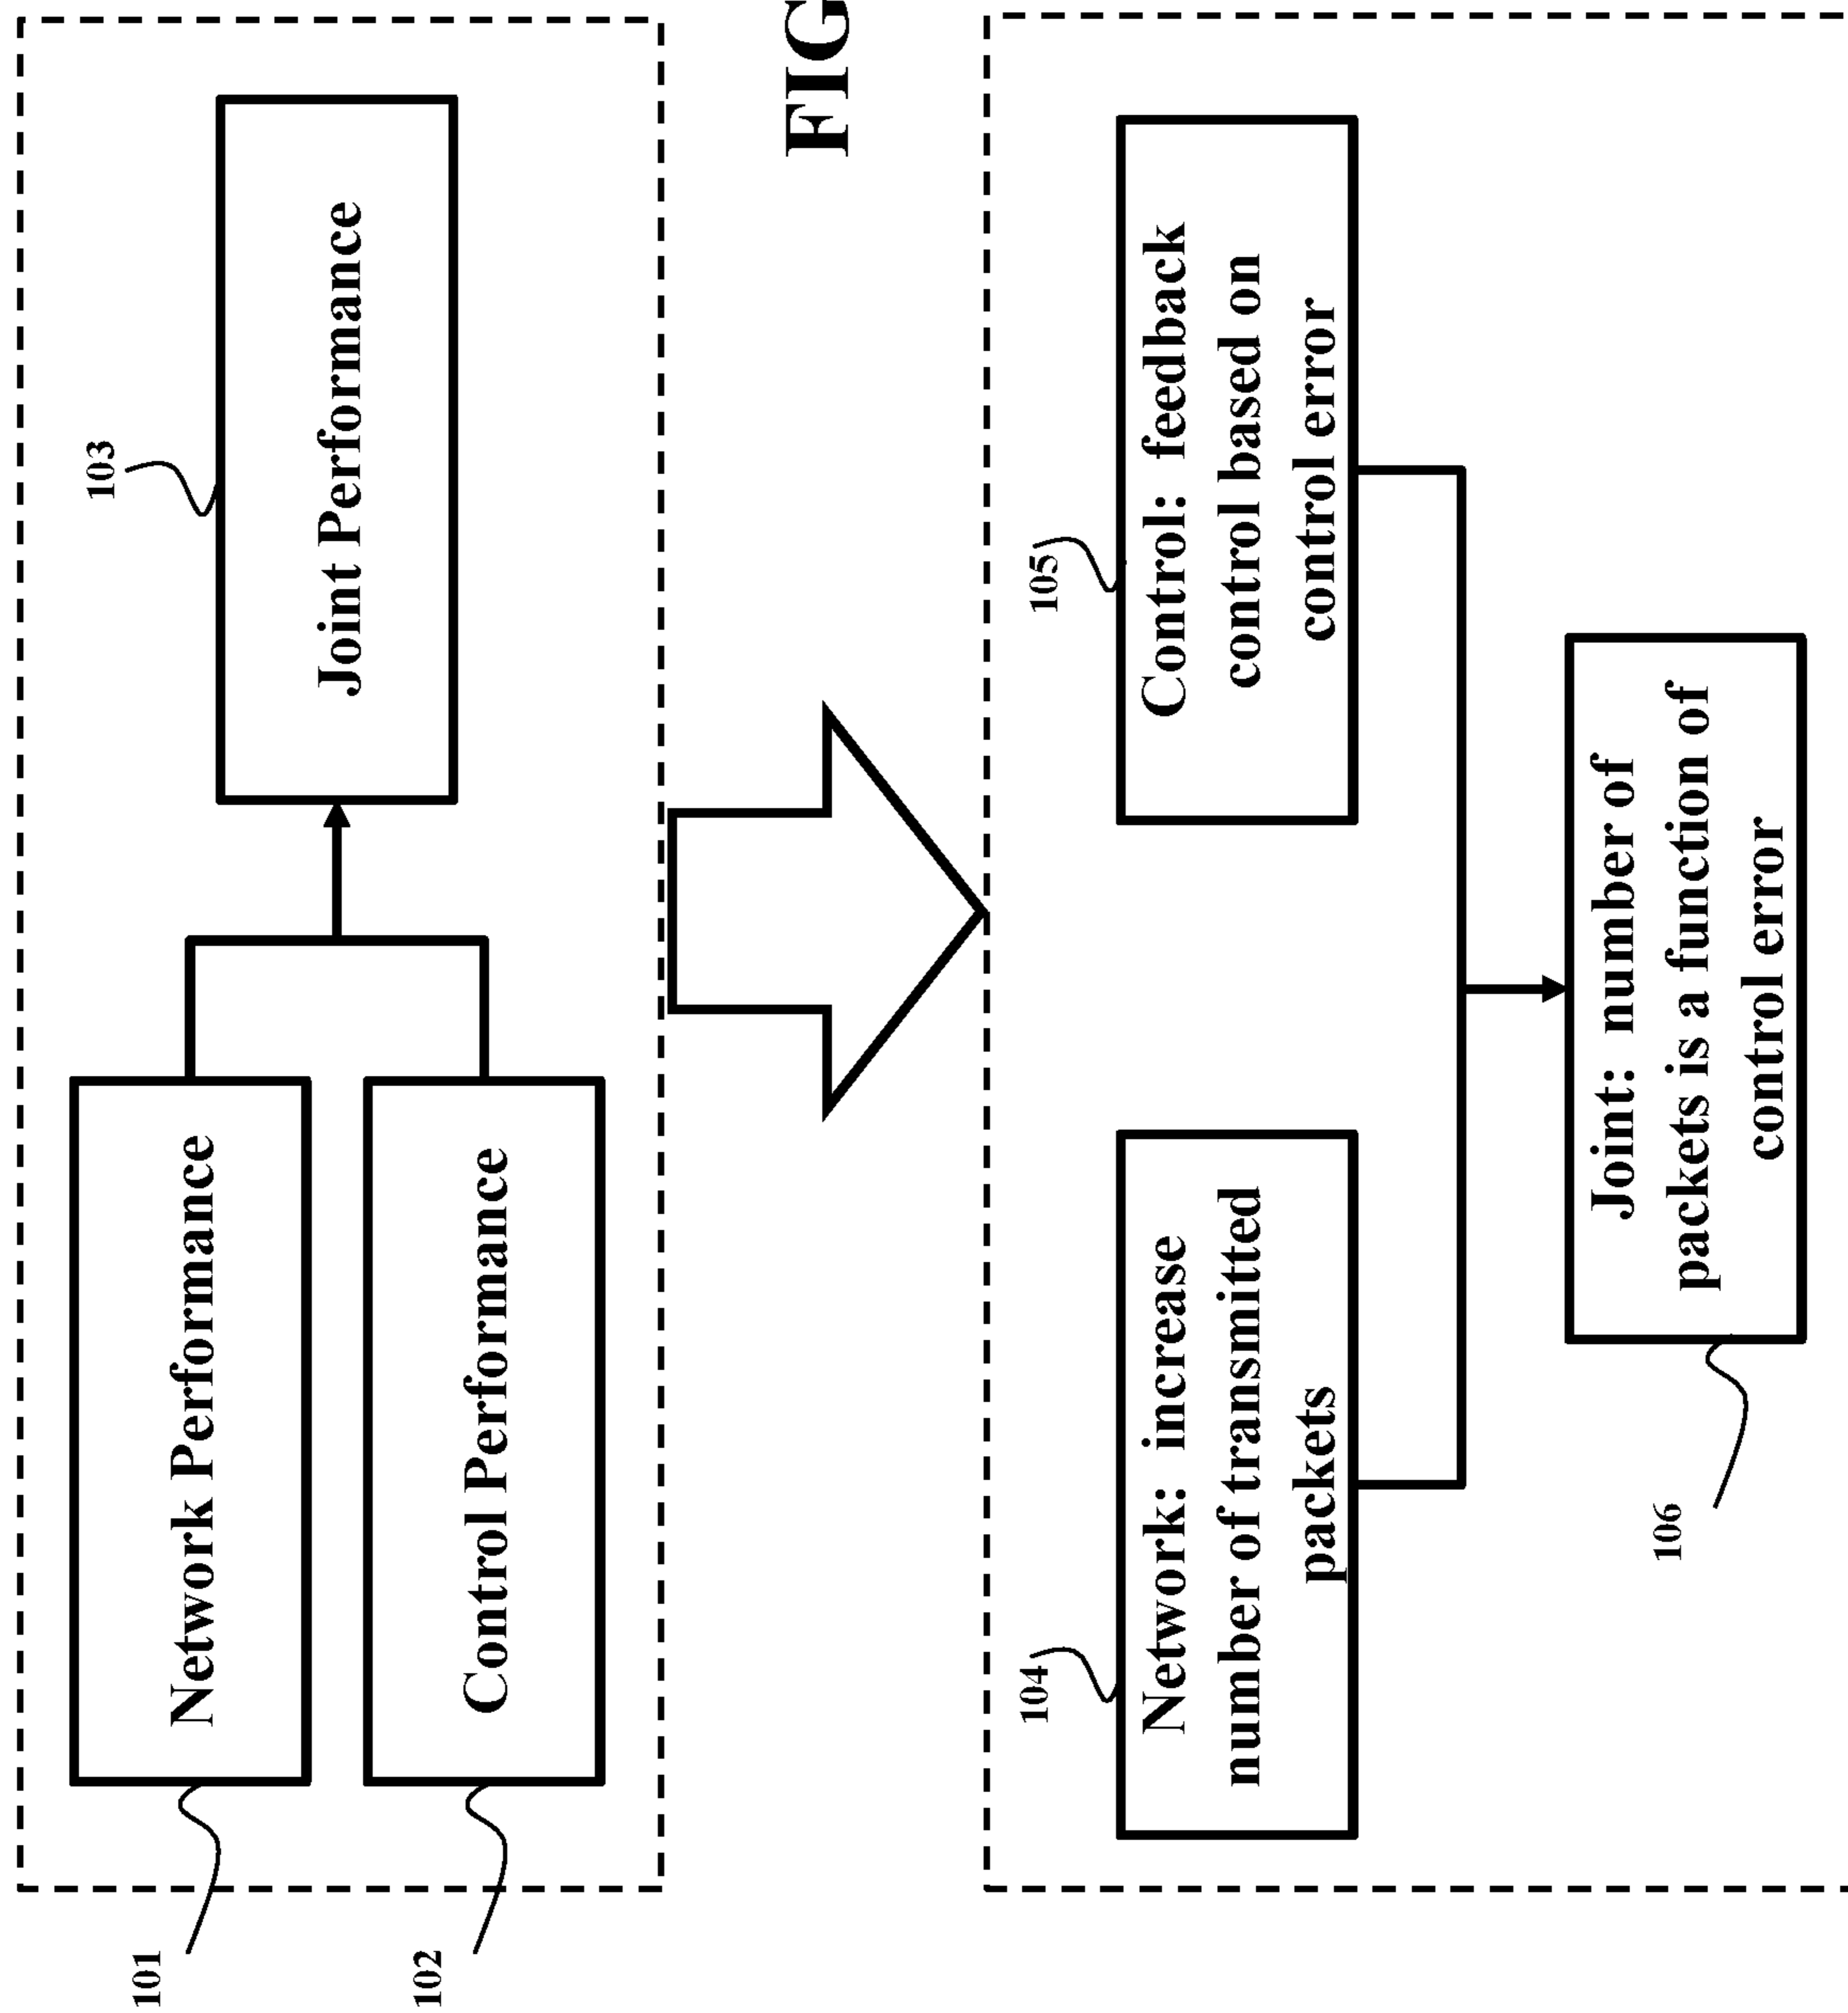 101
Network Performance
102
Control Performance
103
Joint Performance
FIG
104
Network: increase
number of transmitted
packets
105
Control: feedback
control based on
control error
106
Joint: number of
packets is a function of
control error